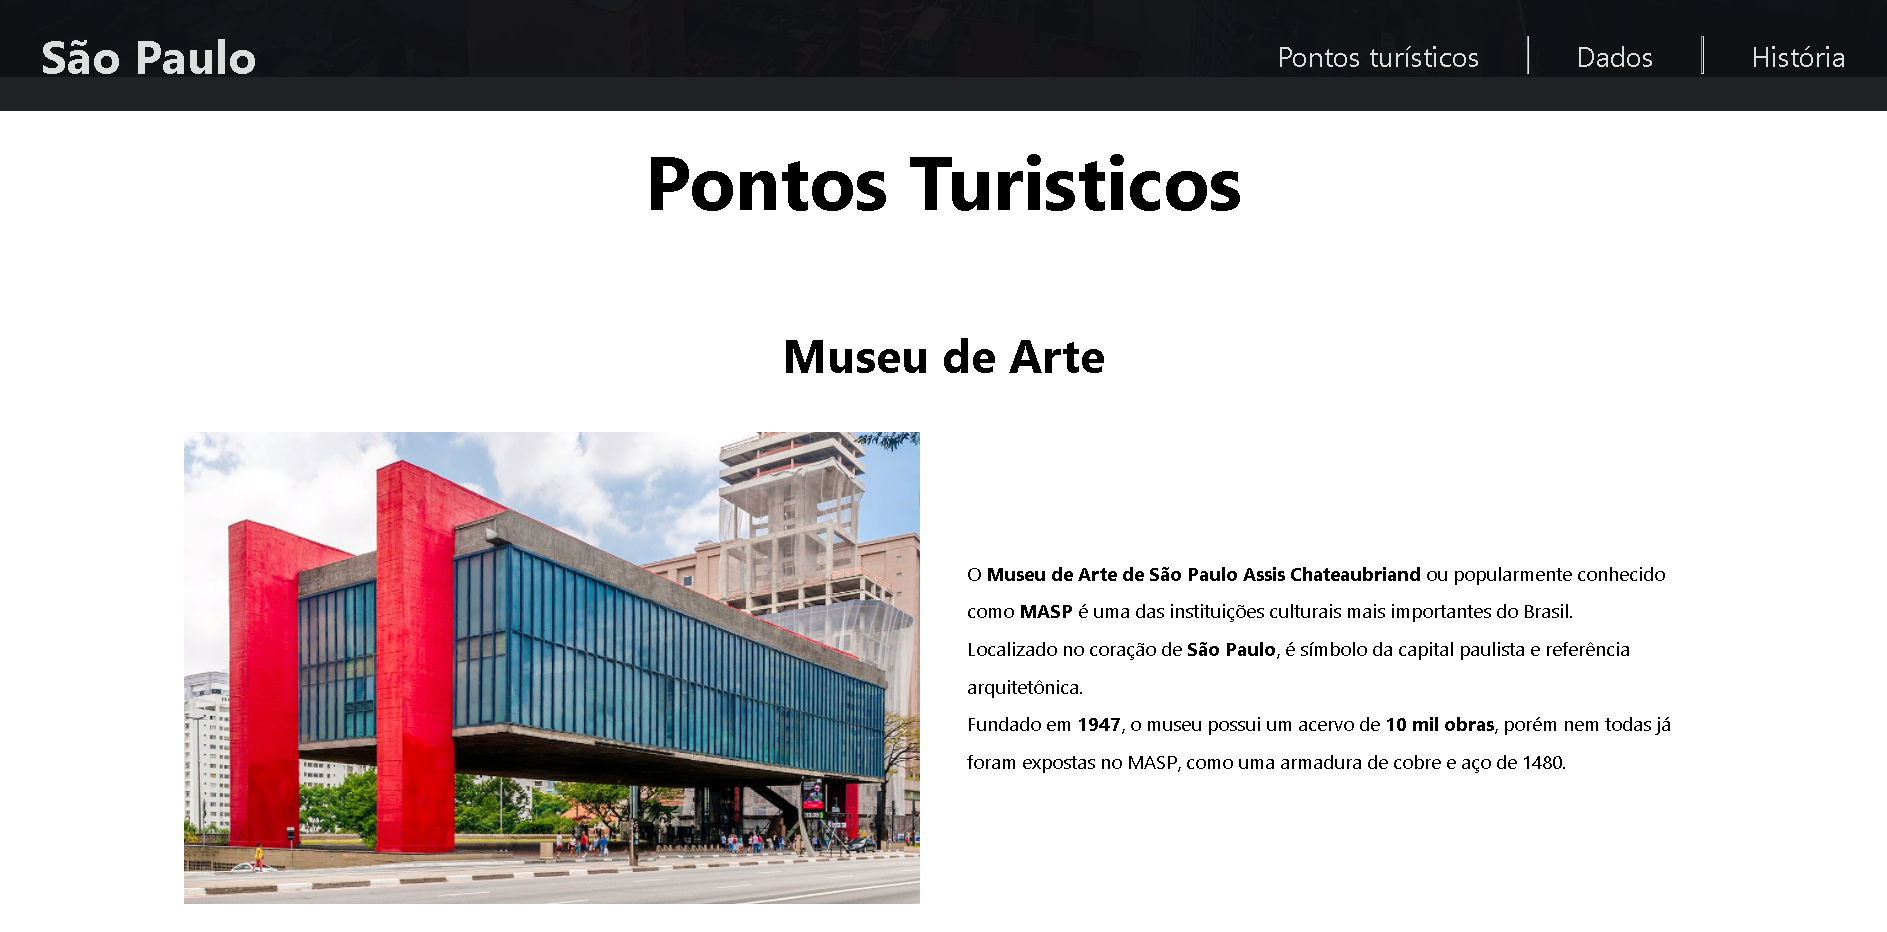 São Paulo
Pontos turísticos
Dados
História
Pontos Turisticos
Museu de Arte
O Museu de Arte de São Paulo Assis Chateaubriand ou popularmente conhecido
como MASP é uma das instituições culturais mais importantes do Brasil.
Localizado no coração de São Paulo, é símbolo da capital paulista e referência
arquitetônica.
Fundado em 1947, o museu possui um acervo de 10 mil obras, porém nem todas já
foram expostas no MASP, como uma armadura de cobre e aço de 1480.